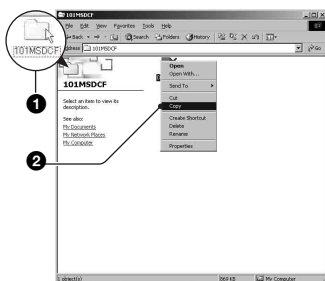 101MSDCF
File Edit View Favorites Tools Help
Back Search Folders History
Address 101MSDCF Go
101MSDCF
1
101MSDCF
Select an item to view its
description.
See also:
My Documents
My Network Places
My Computer
2
Open
Open With...
Send To
Cut
Copy
Create Shortcut
Delete
Rename
Properties
1 object(s) 869 KB My Computer